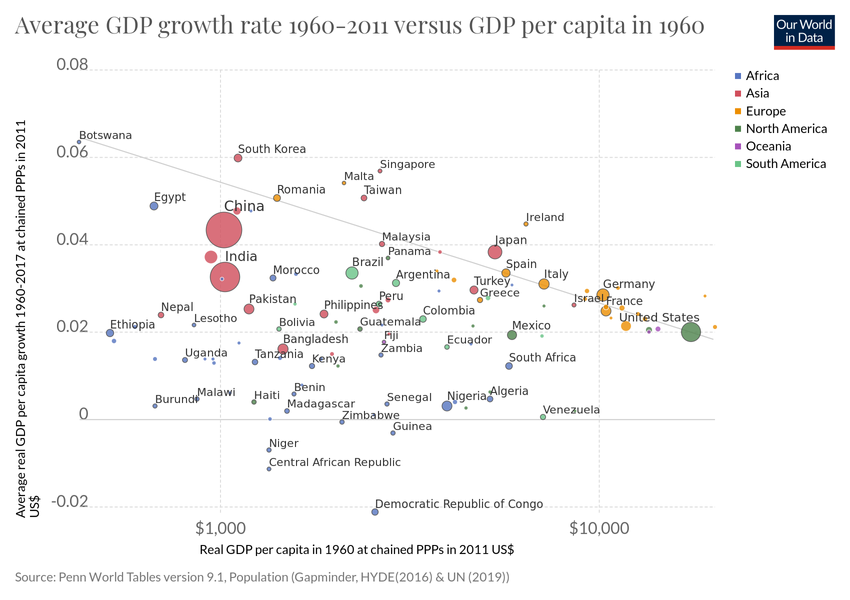 Average GDP growth rate 1960-2011 versus GDP per capita in 1960
Our World
in Data
Africa
Asia
Europe
North America
Oceania
South America
0.08
0.06
0.04
0.02
0
-0.02
Average real GDP per capita growth 1960-2017 at chained PPPs in 2011
US$
Botswana
South Korea
Singapore
Malta
Romania
Taiwan
Egypt
China
Ireland
Malaysia
Japan
Panama
India
Morocco
Brazil
Argentina
Spain
Italy
Turkey
Greece
Germany
Israel
France
Pakistan
Philippines
Peru
Nepal
Lesotho
Colombia
United States
Ethiopia
Bolivia
Guatemala
Mexico
Bangladesh
Fiji
Ecuador
Uganda
Tanzania
Kenya
Zambia
South Africa
Burundi
Malawi
Haiti
Benin
Senegal
Nigeria
Algeria
Madagascar
Zimbabwe
Venezuela
Guinea
Niger
Central African Republic
Democratic Republic of Congo
$1,000
$10,000
Real GDP per capita in 1960 at chained PPPs in 2011 US$
Source: Penn World Tables version 9.1, Population (Gapminder, HYDE(2016) & UN (2019))